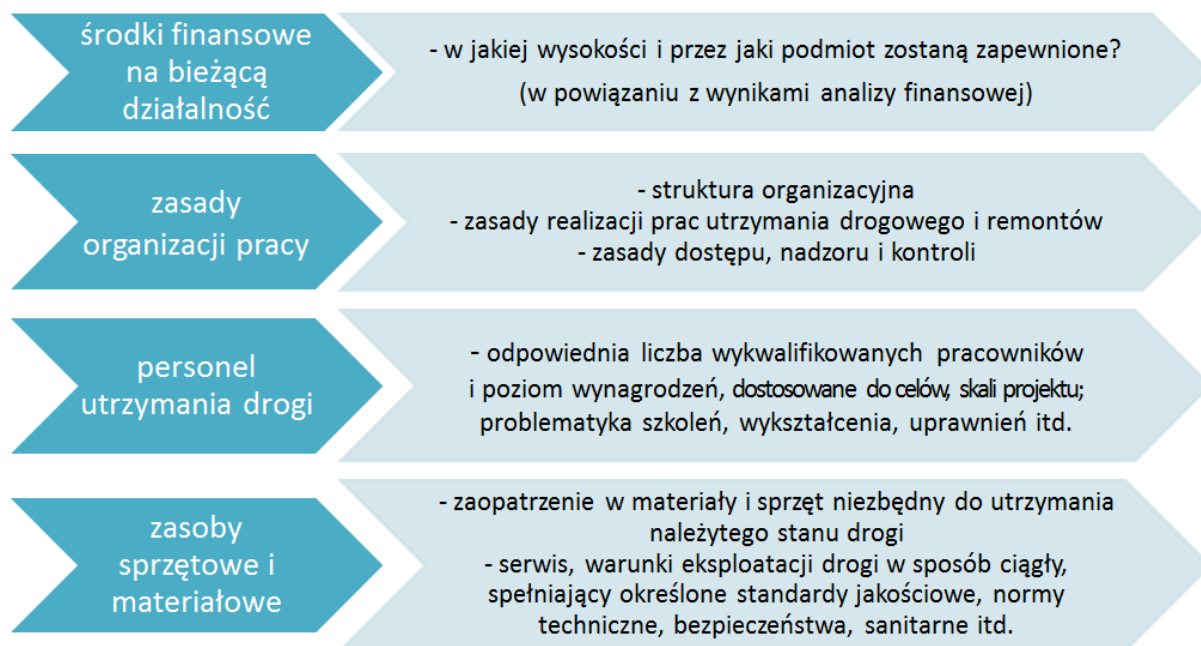 środki finansowe
na bieżącą
działalność
- w jakiej wysokości i przez jaki podmiot zostaną zapewnione?
(w powiązaniu z wynikami analizy finansowej)
zasady
organizacji pracy
- struktura organizacyjna
- zasady realizacji prac utrzymania drogowego i remontów
- zasady dostępu, nadzoru i kontroli
personel
utrzymania drogi
- odpowiednia liczba wykwalifikowanych pracowników
i poziom wynagrodzeń, dostosowane do celów, skali projektu;
problematyka szkoleń, wykształcenia, uprawnień itd.
zasoby
sprzętowe i
materiałowe
- zaopatrzenie w materiały i sprzęt niezbędny do utrzymania
należytego stanu drogi
- serwis, warunki eksploatacji drogi w sposób ciągły,
spełniający określone standardy jakościowe, normy
techniczne, bezpieczeństwa, sanitarne itd.